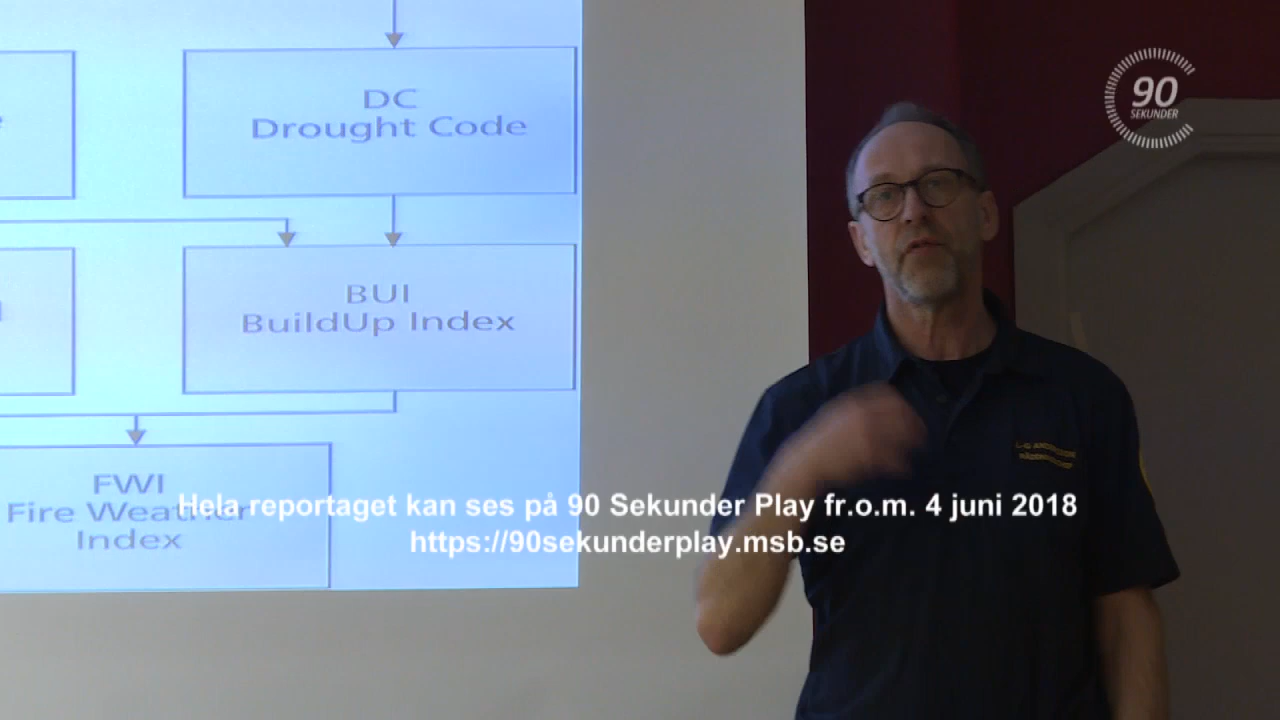 90
SEKUNDER
DC
Drought Code
BUI
BuildUp Index
FWI
Fire Weather
Index
Hela reportaget kan ses på 90 Sekunder Play fr.o.m. 4 juni 2018
https://90sekunderplay.msb.se